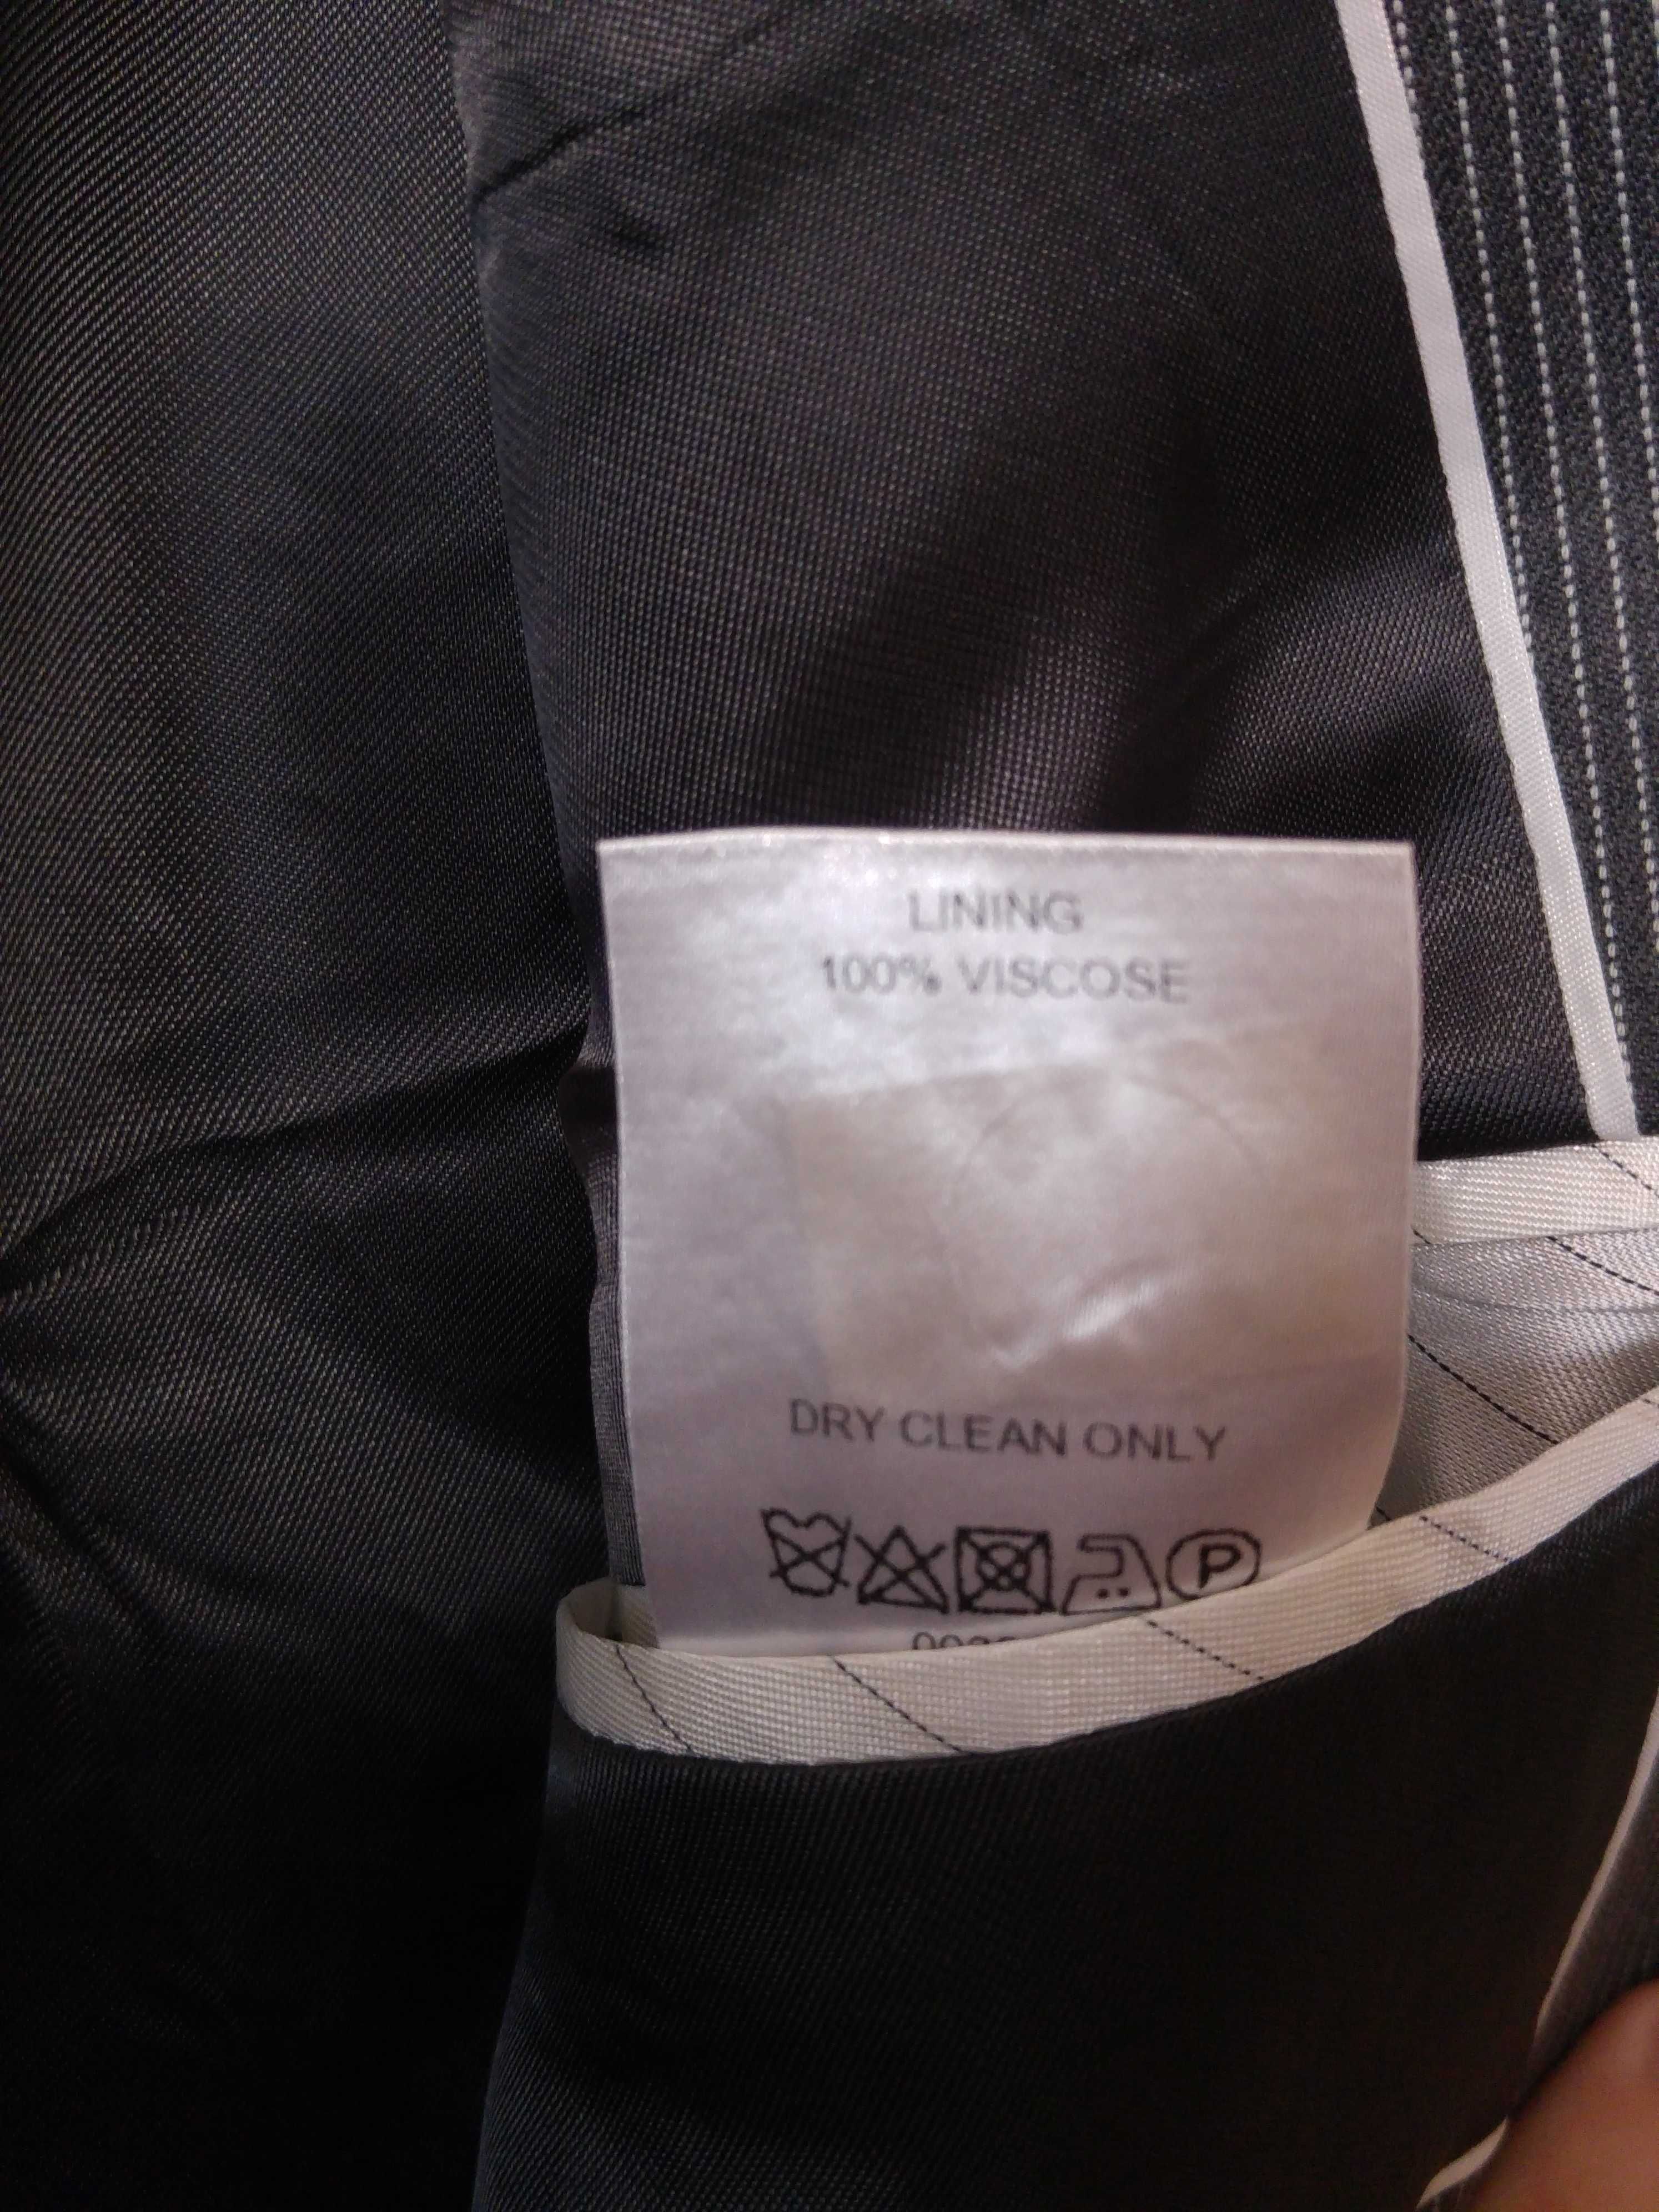 LINING
100% VISCOSE
DRY CLEAN ONLY
P